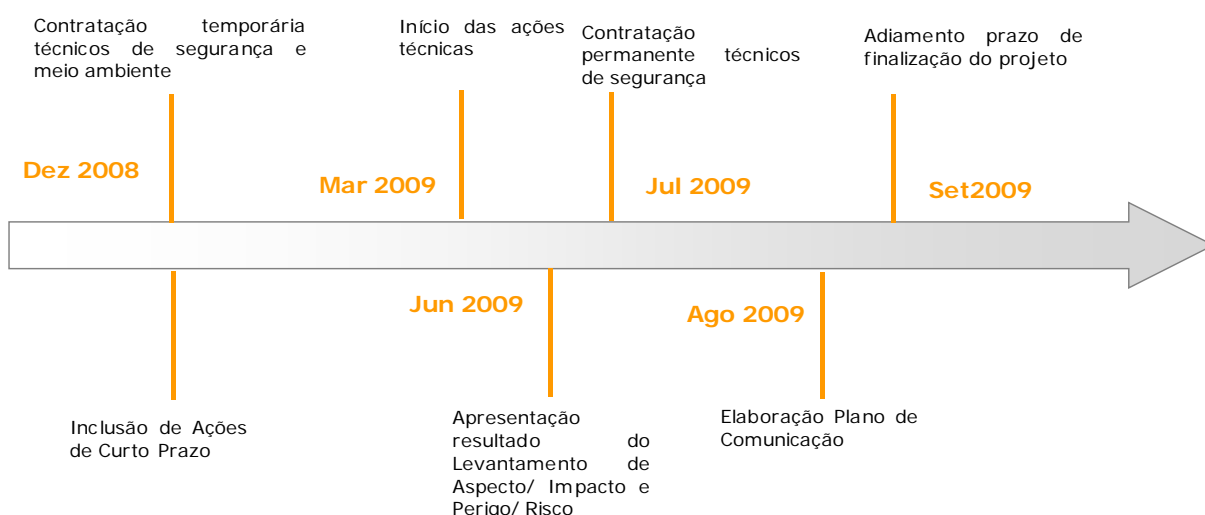 Contratação temporária
técnicos de segurança e
meio ambiente
Início das ações
técnicas
Contratação
permanente técnicos
de segurança
Adiamento prazo de
finalização do projeto
Dez 2008
Mar 2009
Jul 2009
Set2009
Jun 2009
Ago 2009
Inclusão de Ações
de Curto Prazo
Apresentação
resultado do
Levantamento de
Aspecto/ Impacto e
Perigo/ Risco
Elaboração Plano de
Comunicação